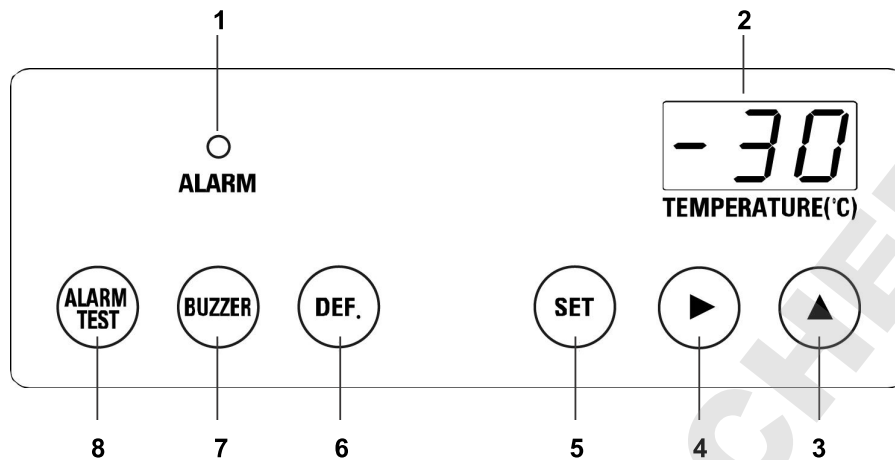 1 2
-30
ALARM
TEMPERATURE(°C)
ALARM TEST
BUZZER
DEF.
SET
8 7 6 5 4 3